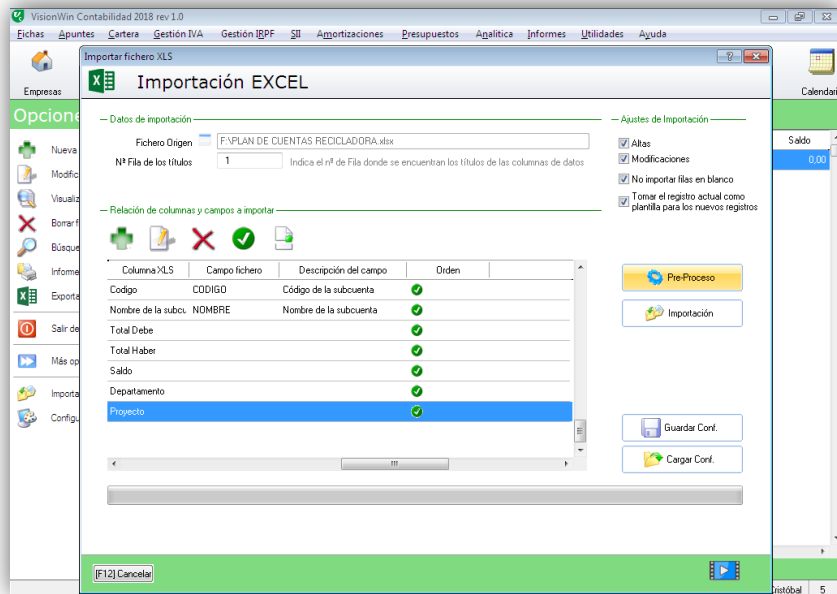 VisionWin Contabilidad 2018 rev 1.0
Fichas Apuntes Cartera Gestión IVA Gestión IRPF SII Amortizaciones Presupuestos Analítica Informes Utilidades Ayuda
Importar fichero XLS
Importación EXCEL
Empresas
Calendari
Opcione
Datos de importación
Ajustes de Importación
Fichero Origen F:\PLAN DE CUENTAS RECICLADORA.xlsx
Nº Fila de los títulos 1 Indica el nº de Fila donde se encuentran los títulos de las columnas de datos
Altas
Modificaciones
No importar filas en blanco
Tomar el registro actual como
plantilla para los nuevos registros
Saldo
0,00
Nueva
Modific
Visualiz
Borrar f
Búsque
Informe
Exporta
Salir de
Más op
Importa
Configu
Relación de columnas y campos a importar
Columna XLS Campo fichero Descripción del campo Orden
Codigo CODIGO Código de la subcuenta
Nombre de la subcu NOMBRE Nombre de la subcuenta
Total Debe
Total Haber
Saldo
Departamento
Proyecto
Pre-Proceso
Importación
Guardar Conf.
Cargar Conf.
[F12] Cancelar
ristóbal 5